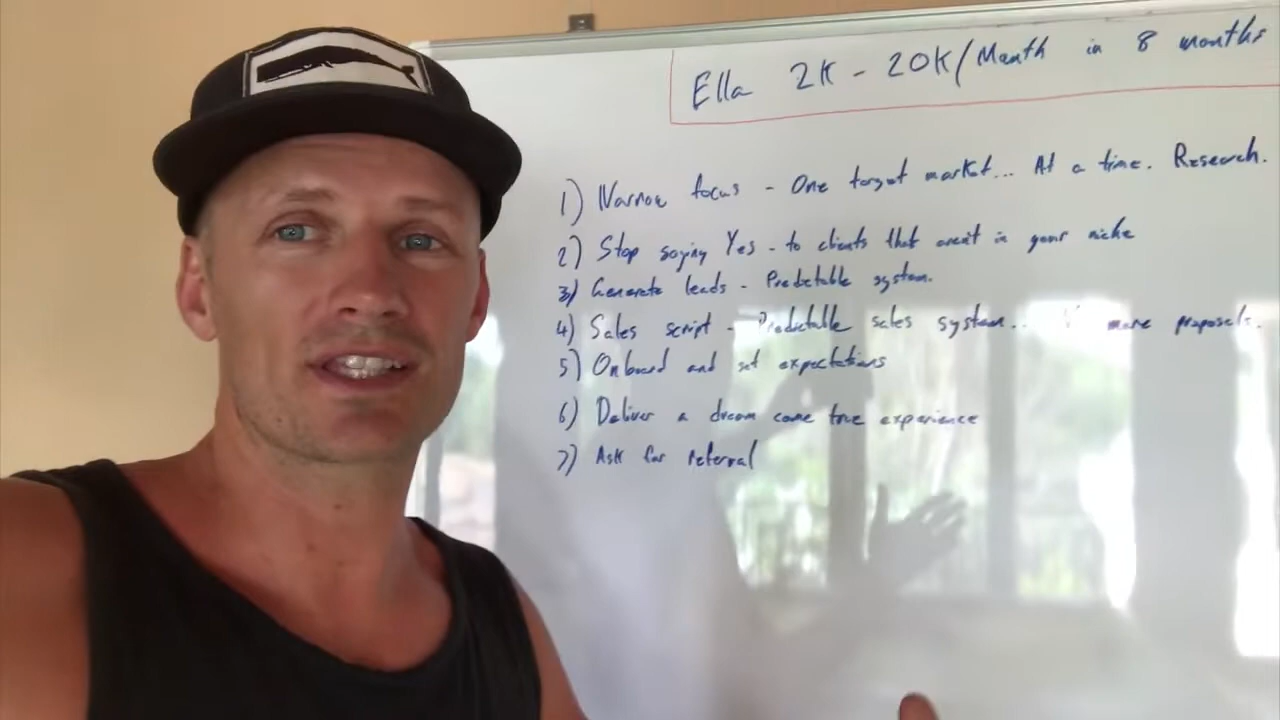 Ella 2K - 20K/Month in 8 months
1) Narrow focus - One target market... At a time. Research.
2) Stop saying Yes - to clients that aren't in your niche
3) Generate leads - Predictable system.
4) Sales script - Predictable sales system.. more proposals.
5) Onboard and set expectations
6) Deliver a dream come true experience
7) Ask for referral